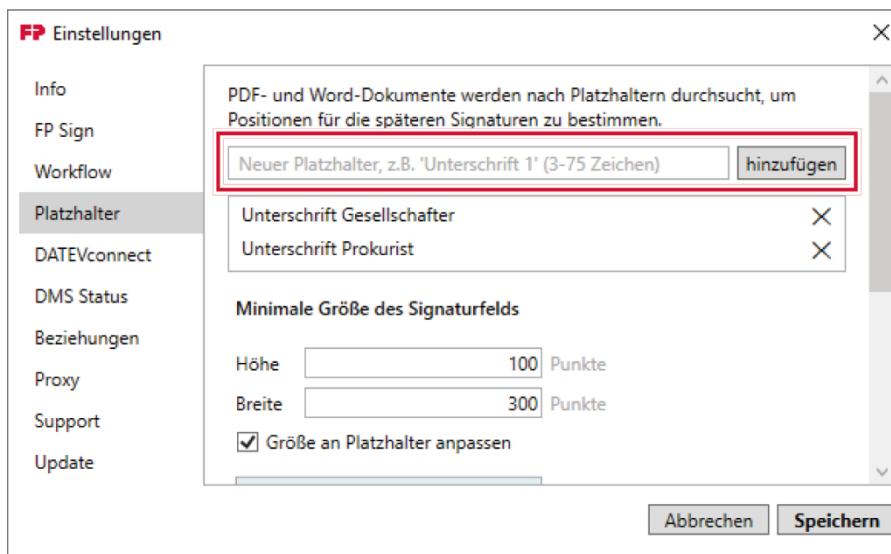 FP Einstellungen
Info
FP Sign
Workflow
Platzhalter
DATEVconnect
DMS Status
Beziehungen
Proxy
Support
Update
PDF- und Word-Dokumente werden nach Platzhaltern durchsucht, um
Positionen für die späteren Signaturen zu bestimmen.
Neuer Platzhalter, z.B. 'Unterschrift 1' (3-75 Zeichen) hinzufügen
Unterschrift Gesellschafter
Unterschrift Prokurist
Minimale Größe des Signaturfelds
Höhe 100 Punkte
Breite 300 Punkte
Größe an Platzhalter anpassen
Abbrechen Speichern